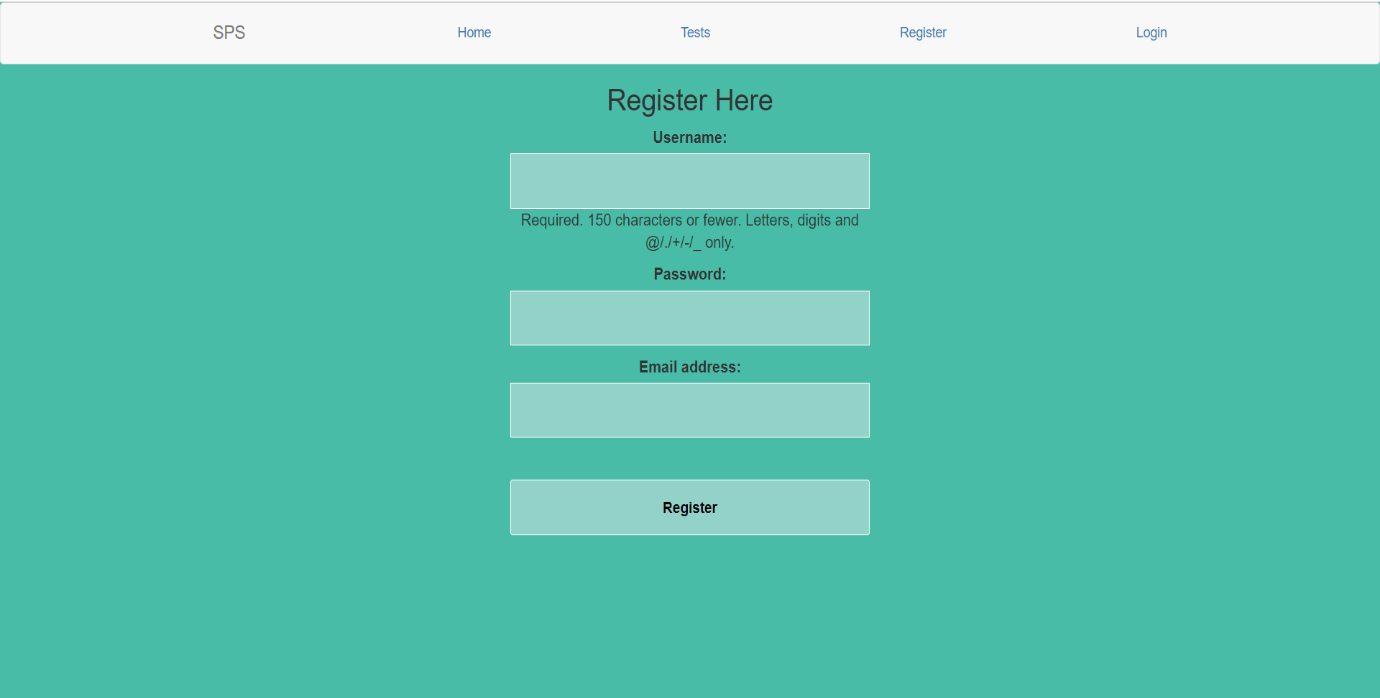 SPS Home Tests Register Login
Register Here
Username:
Required. 150 characters or fewer. Letters, digits and
@/./+/-/_ only.
Password:
Email address:
Register